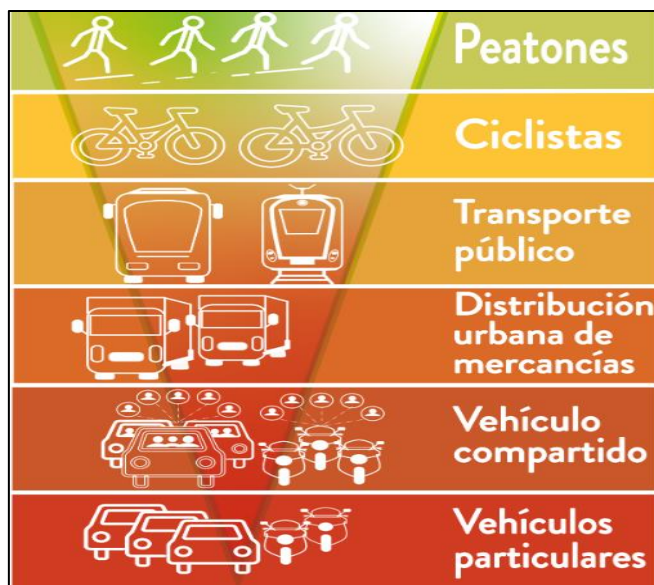 Peatones
Ciclistas
Transporte
público
Distribución
urbana de
mercancías
Vehículo
compartido
Vehículos
particulares